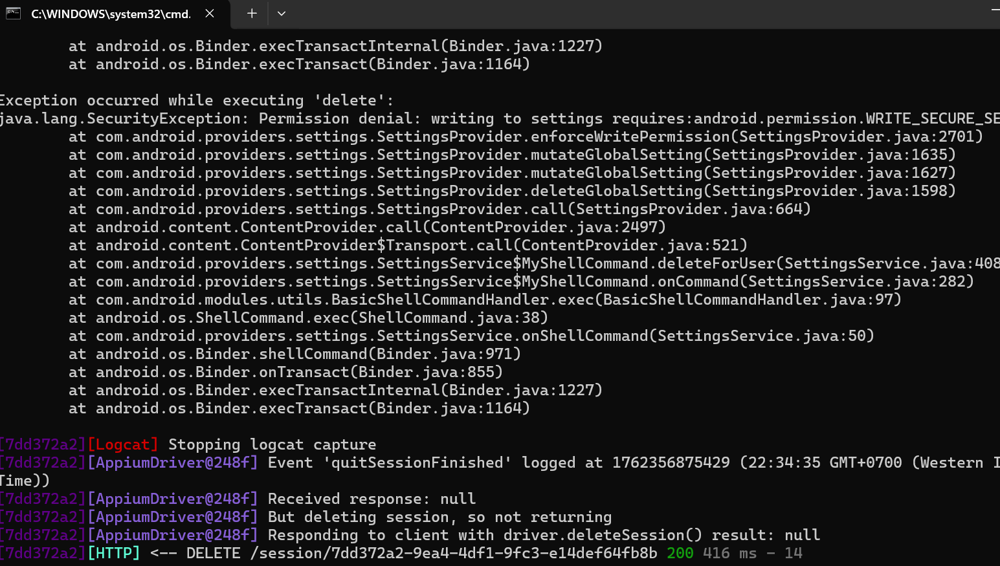 C:\WINDOWS\system32\cmd.
at android.os.Binder.execTransactInternal(Binder.java:1227)
at android.os.Binder.execTransact(Binder.java:1164)
Exception occurred while executing 'delete':
java.lang.SecurityException: Permission denial: writing to settings requires:android.permission.WRITE_SECURE_SE
at com.android.providers.settings.SettingsProvider.enforceWritePermission(SettingsProvider.java:2701)
at com.android.providers.settings.SettingsProvider.mutateGlobalSetting(SettingsProvider.java:1635)
at com.android.providers.settings.SettingsProvider.mutateGlobalSetting(SettingsProvider.java:1627)
at com.android.providers.settings.SettingsProvider.deleteGlobalSetting(SettingsProvider.java:1598)
at com.android.providers.settings.SettingsProvider.call(SettingsProvider.java:664)
at android.content.ContentProvider.call(ContentProvider.java:2497)
at android.content.ContentProvider$Transport.call(ContentProvider.java:521)
at com.android.providers.settings.SettingsService$MyShellCommand.deleteForUser(SettingsService.java:408
at com.android.providers.settings.SettingsService$MyShellCommand.onCommand(SettingsService.java:282)
at com.android.modules.utils.BasicShellCommandHandler.exec(BasicShellCommandHandler.java:97)
at android.os.ShellCommand.exec(ShellCommand.java:38)
at com.android.providers.settings.SettingsService.onShellCommand(SettingsService.java:50)
at android.os.Binder.shellCommand(Binder.java:971)
at android.os.Binder.onTransact(Binder.java:855)
at android.os.Binder.execTransactInternal(Binder.java:1227)
at android.os.Binder.execTransact(Binder.java:1164)
[7dd372a2][Logcat] Stopping logcat capture
[7dd372a2][AppiumDriver@248f] Event 'quitSessionFinished' logged at 1762356875429 (22:34:35 GMT+0700 (Western I
Time))
[7dd372a2][AppiumDriver@248f] Received response: null
[7dd372a2][AppiumDriver@248f] But deleting session, so not returning
[7dd372a2][AppiumDriver@248f] Responding to client with driver.deleteSession() result: null
[7dd372a2][HTTP] <-- DELETE /session/7dd372a2-9ea4-4df1-9fc3-e14def64fb8b 200 416 ms - 14